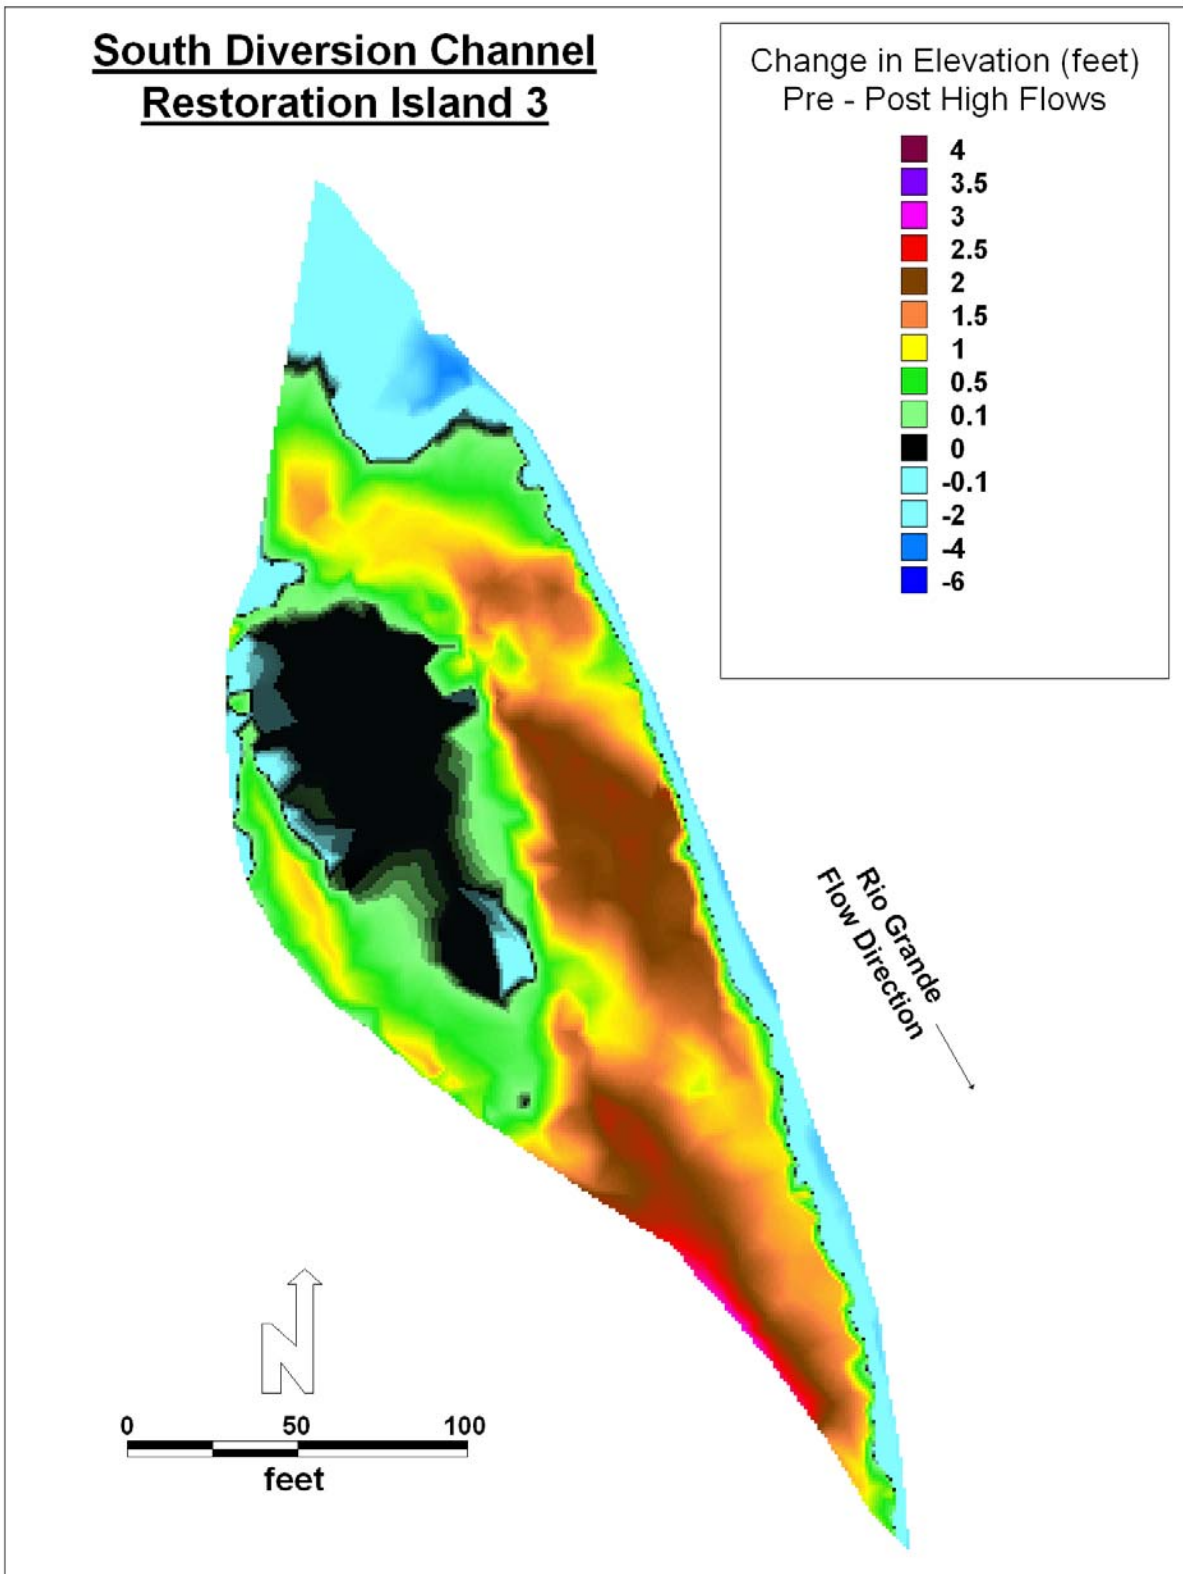 South Diversion Channel
Restoration Island 3
Change in Elevation (feet)
Pre - Post High Flows
4
3.5
3
2.5
2
1.5
1
0.5
0.1
0
-0.1
-2
-4
-6
Rio Grande
Flow Direction
N
0 50 100
feet